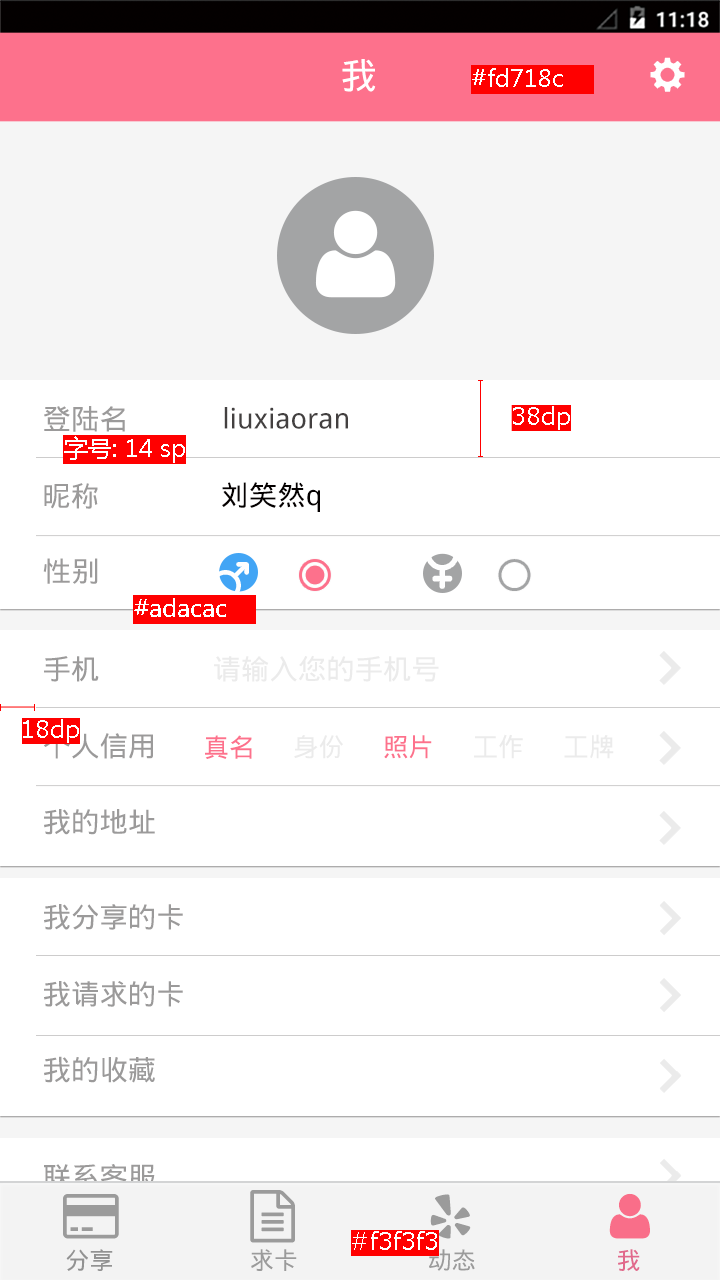 11:18
我 #fd718c
登陆名 liuxiaoran 38dp
字号: 14 sp
昵称 刘笑然q
性别
#adacac
手机 请输入您的手机号
18dp
个人信用 真名 身份 照片 工作 工牌
我的地址
我分享的卡
我请求的卡
我的收藏
联系客服
#f3f3f3
分享 求卡 动态 我